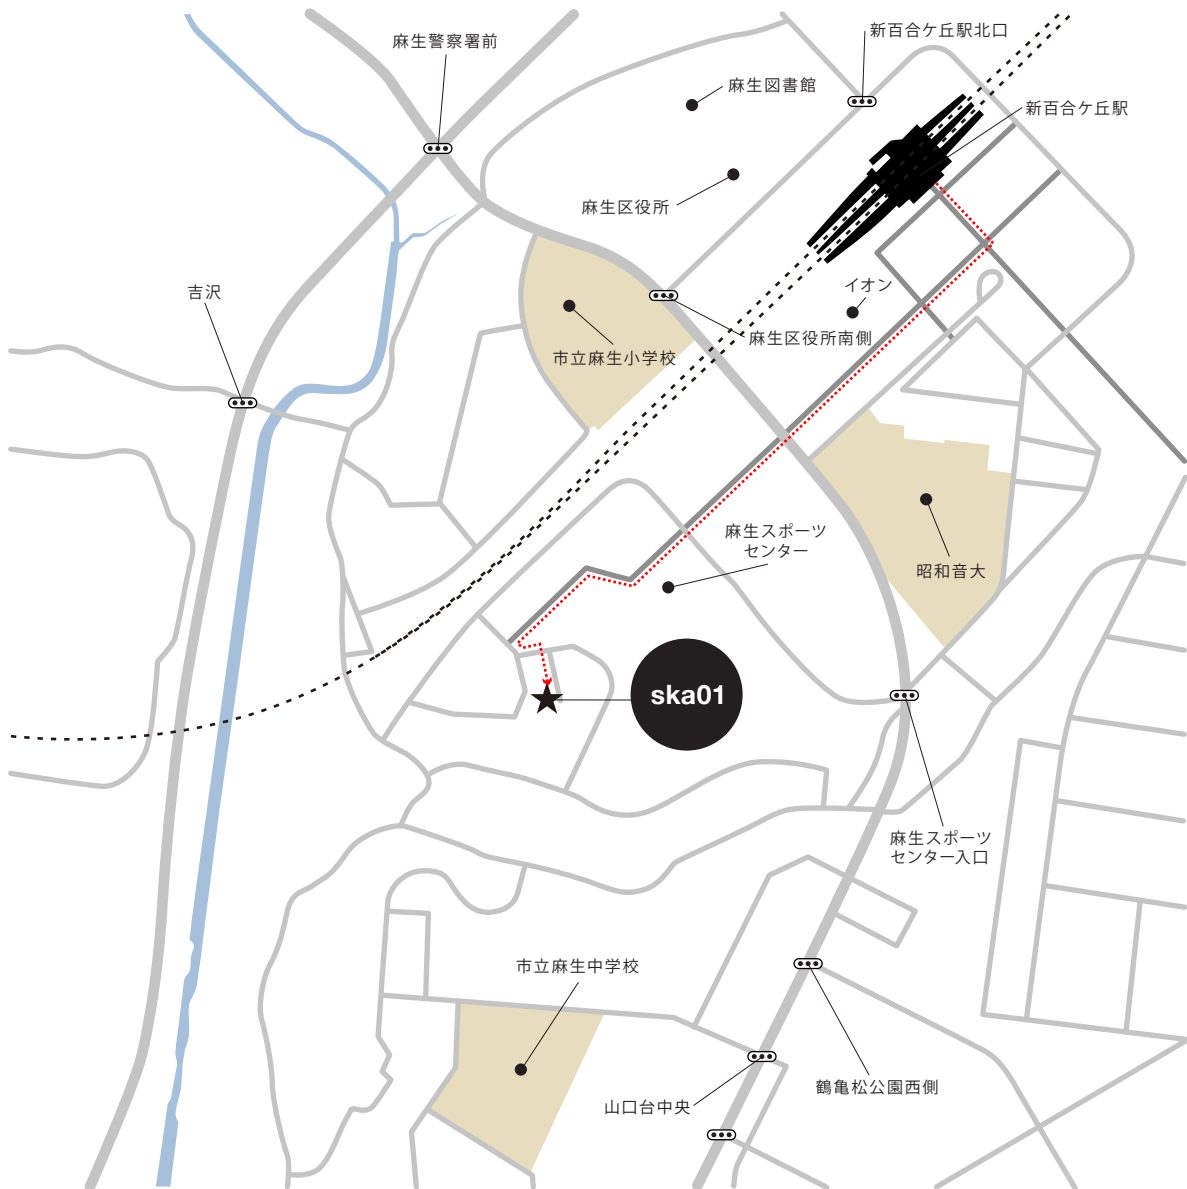 新百合ケ丘駅北口
麻生警察署前
麻生図書館
新百合ケ丘駅
麻生区役所
イオン
吉沢
麻生区役所南側
市立麻生小学校
麻生スポーツ
センター
昭和音大
ska01
麻生スポーツ
センター入口
市立麻生中学校
鶴亀松公園西側
山口台中央